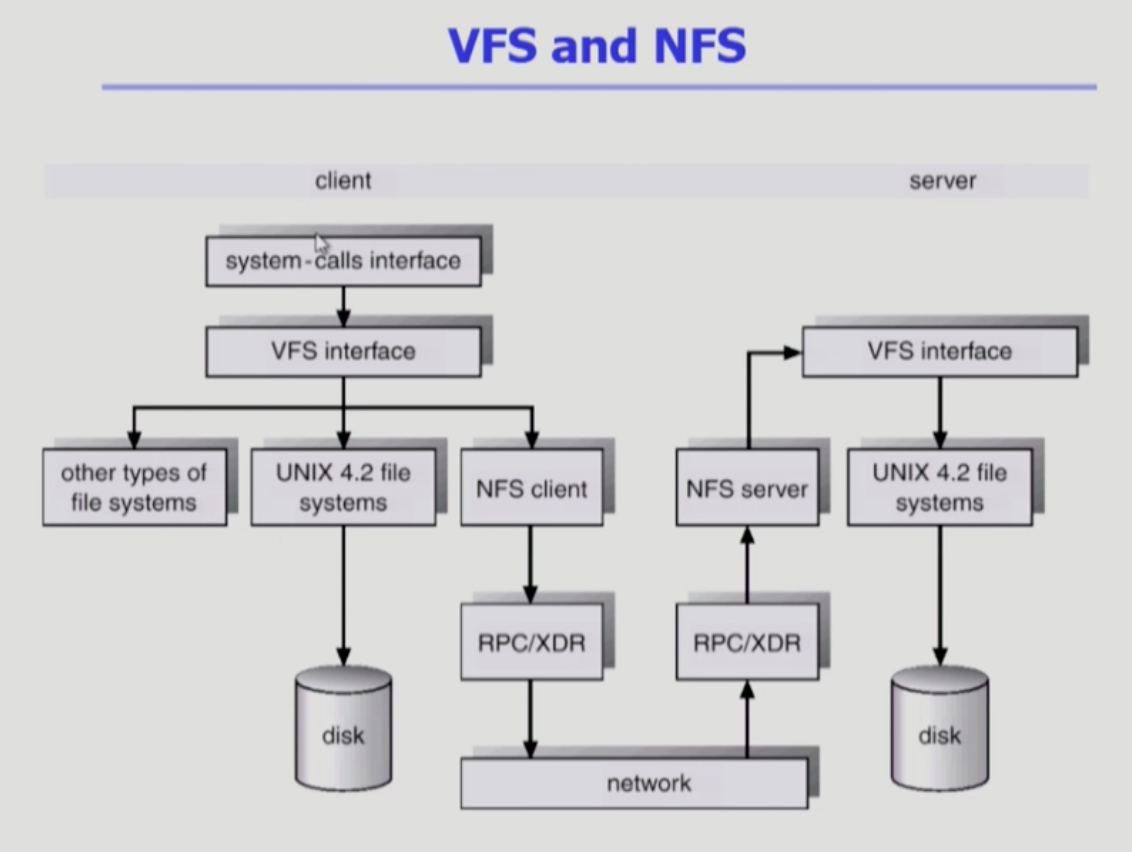 VFS and NFS
client
server
system-calls interface
VFS interface
VFS interface
other types of
file systems
UNIX 4.2 file
systems
NFS client
NFS server
UNIX 4.2 file
systems
RPC/XDR
RPC/XDR
disk
disk
network